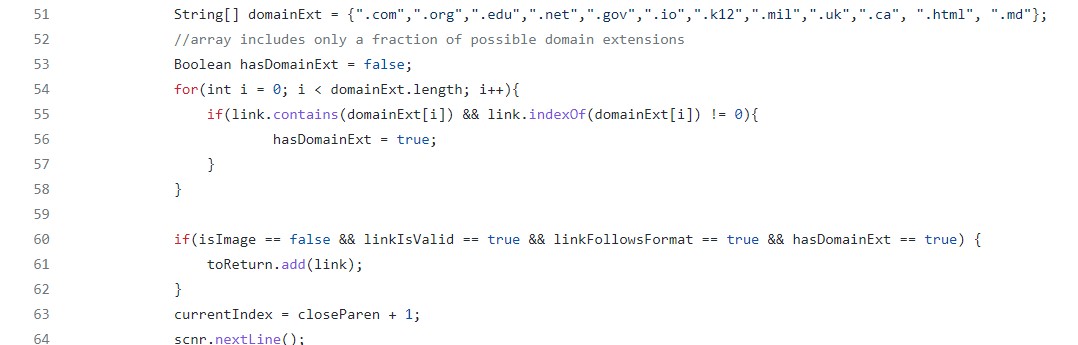 51 String[] domainExt = {".com",".org",".edu",".net",".gov",".io",".k12",".mil",".uk",".ca", ".html", ".md"};
52 //array includes only a fraction of possible domain extensions
53 Boolean hasDomainExt = false;
54 for(int i = 0; i < domainExt.length; i++){
55 if(link.contains(domainExt[i]) && link.indexOf(domainExt[i]) != 0){
56 hasDomainExt = true;
57 }
58 }
59
60 if(isImage == false && linkIsValid == true && linkFollowsFormat == true && hasDomainExt == true) {
61 toReturn.add(link);
62 }
63 currentIndex = closeParen + 1;
64 scnr.nextLine();